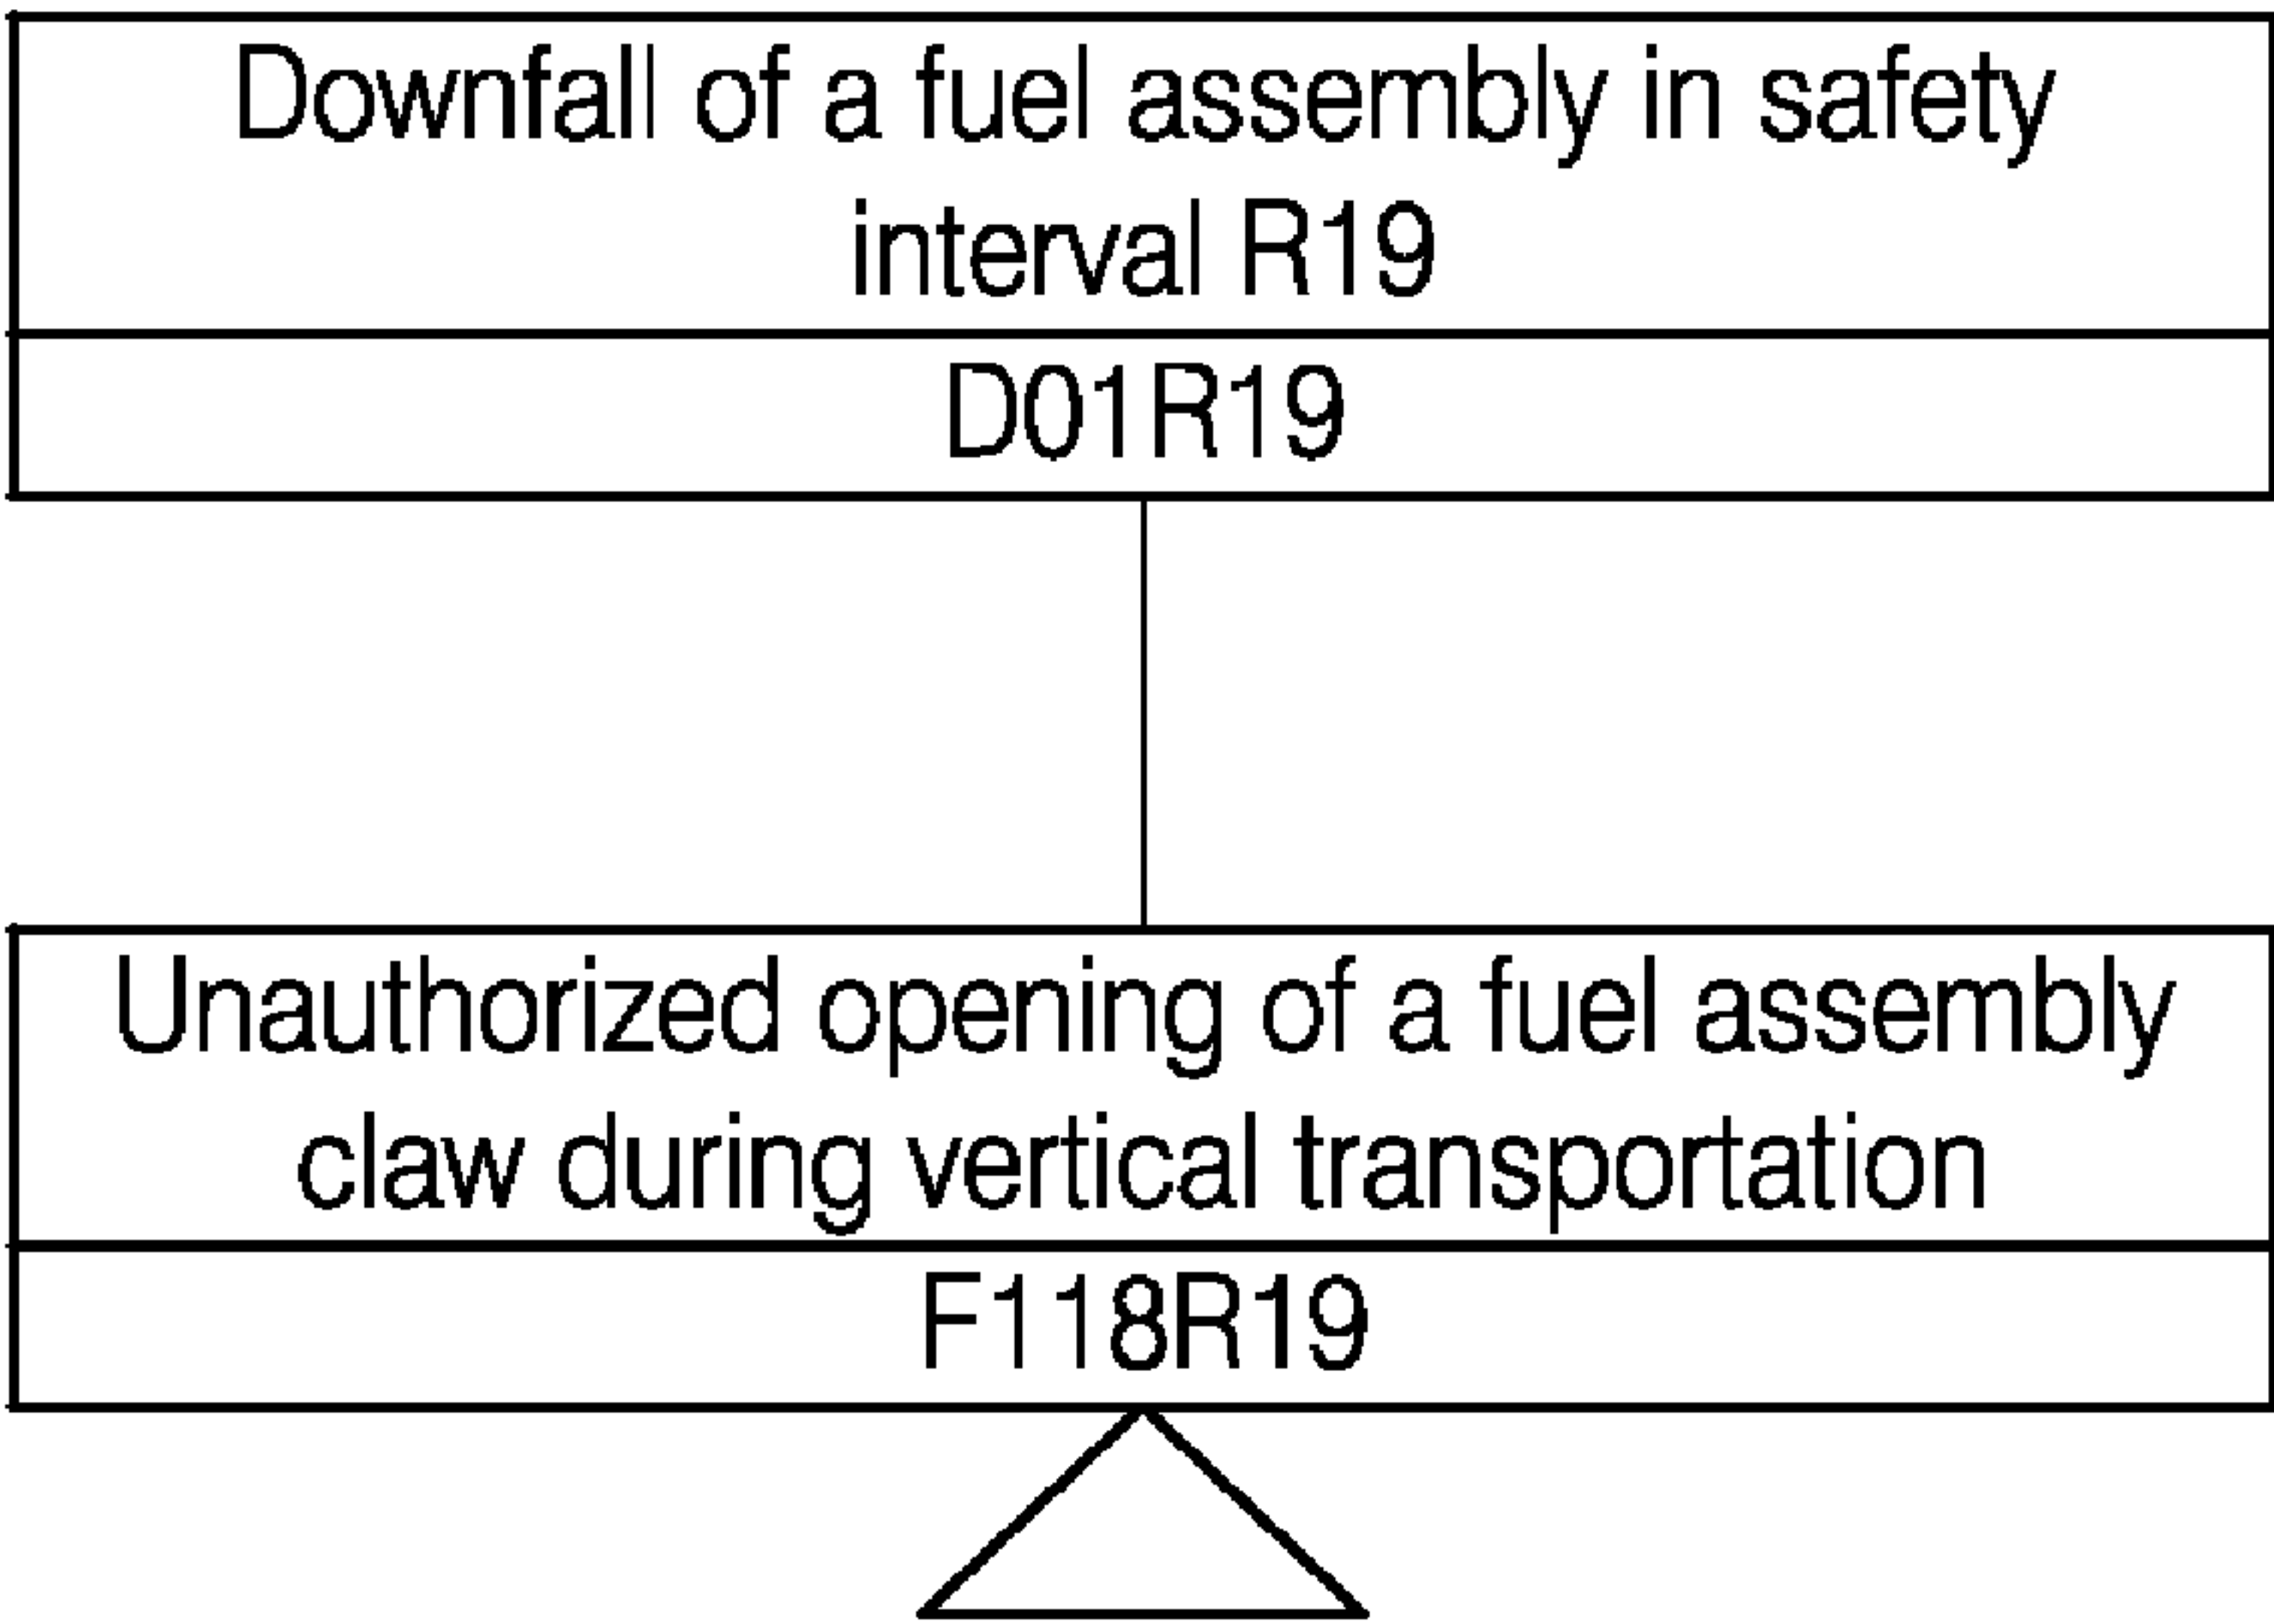 Downfall of a fuel assembly in safety
interval R19
D01R19
Unauthorized opening of a fuel assembly
claw during vertical transportation
F118R19